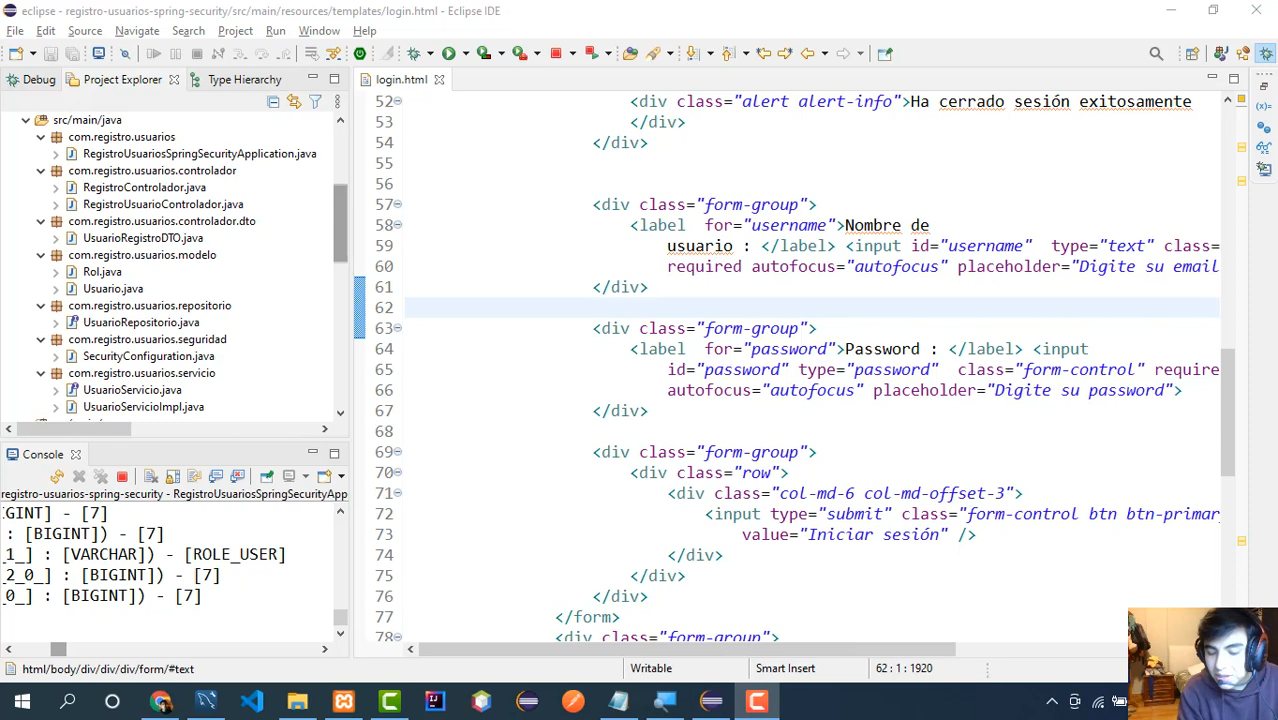 eclipse - registro-usuarios-spring-security/src/main/resources/templates/login.html - Eclipse IDE
File Edit Source Navigate Search Project Run Window Help
Debug Project Explorer Type Hierarchy
login.html
src/main/java
com.registro.usuarios
RegistroUsuariosSpringSecurityApplication.java
com.registro.usuarios.controlador
RegistroControlador.java
RegistroUsuarioControlador.java
com.registro.usuarios.controlador.dto
UsuarioRegistroDTO.java
com.registro.usuarios.modelo
Rol.java
Usuario.java
com.registro.usuarios.repositorio
UsuarioRepositorio.java
com.registro.usuarios.seguridad
SecurityConfiguration.java
com.registro.usuarios.servicio
UsuarioServicio.java
UsuarioServicioImpl.java
Console
registro-usuarios-spring-security - RegistroUsuariosSpringSecurityApp
GINT] - [7]
: [BIGINT]) - [7]
1_] : [VARCHAR]) - [ROLE_USER]
2_0_] : [BIGINT]) - [7]
0_] : [BIGINT]) - [7]
52 <div class="alert alert-info">Ha cerrado sesión exitosamente
53 </div>
54 </div>
55
56
57 <div class="form-group">
58 <label for="username">Nombre de
59 usuario : </label> <input id="username" type="text" class=
60 required autofocus="autofocus" placeholder="Digite su email
61 </div>
62
63 <div class="form-group">
64 <label for="password">Password : </label> <input
65 id="password" type="password" class="form-control" require
66 autofocus="autofocus" placeholder="Digite su password">
67 </div>
68
69 <div class="form-group">
70 <div class="row">
71 <div class="col-md-6 col-md-offset-3">
72 <input type="submit" class="form-control btn btn-primary
73 value="Iniciar sesión" />
74 </div>
75 </div>
76 </div>
77 </form>
78 <div class="form-group">
html/body/div/div/div/form/#text
Writable
Smart Insert
62 : 1 : 1920